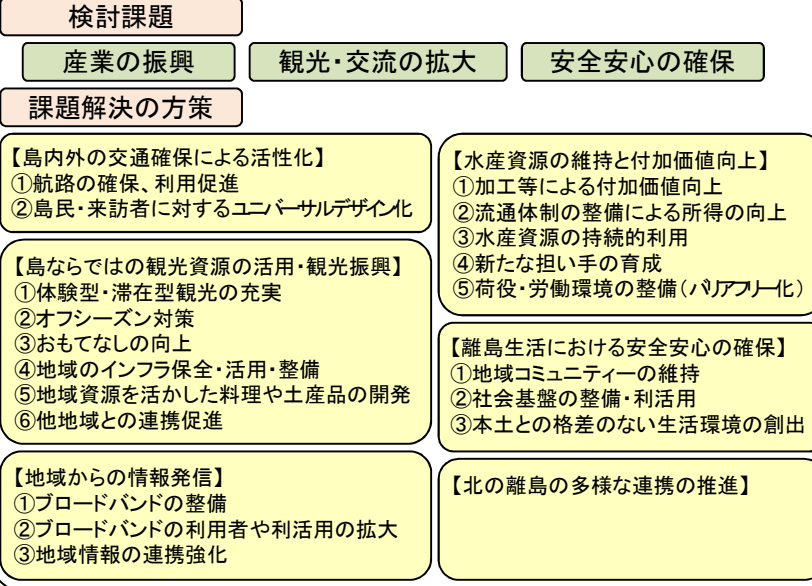 検討課題
産業の振興
観光・交流の拡大
安全安心の確保
課題解決の方策
【島内外の交通確保による活性化】
①航路の確保、利用促進
②島民・来訪者に対するユニバーサルデザイン化
【島ならではの観光資源の活用・観光振興】
①体験型・滞在型観光の充実
②オフシーズン対策
③おもてなしの向上
④地域のインフラ保全・活用・整備
⑤地域資源を活かした料理や土産品の開発
⑥他地域との連携促進
【地域からの情報発信】
①ブロードバンドの整備
②ブロードバンドの利用者や利活用の拡大
③地域情報の連携強化
【水産資源の維持と付加価値向上】
①加工等による付加価値向上
②流通体制の整備による所得の向上
③水産資源の持続的利用
④新たな担い手の育成
⑤荷役・労働環境の整備(バリアフリー化)
【離島生活における安全安心の確保】
①地域コミュニティーの維持
②社会基盤の整備・利活用
③本土との格差のない生活環境の創出
【北の離島の多様な連携の推進】